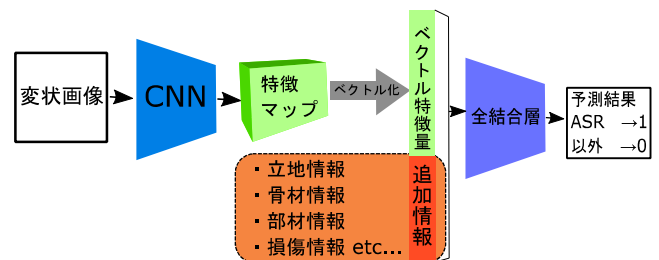 変状画像
CNN
特徴
マップ
ベクトル化
ベクトル特徴量
追加情報
・立地情報
・骨材情報
・部材情報
・損傷情報 etc...
全結合層
予測結果
ASR →1
以外 →0